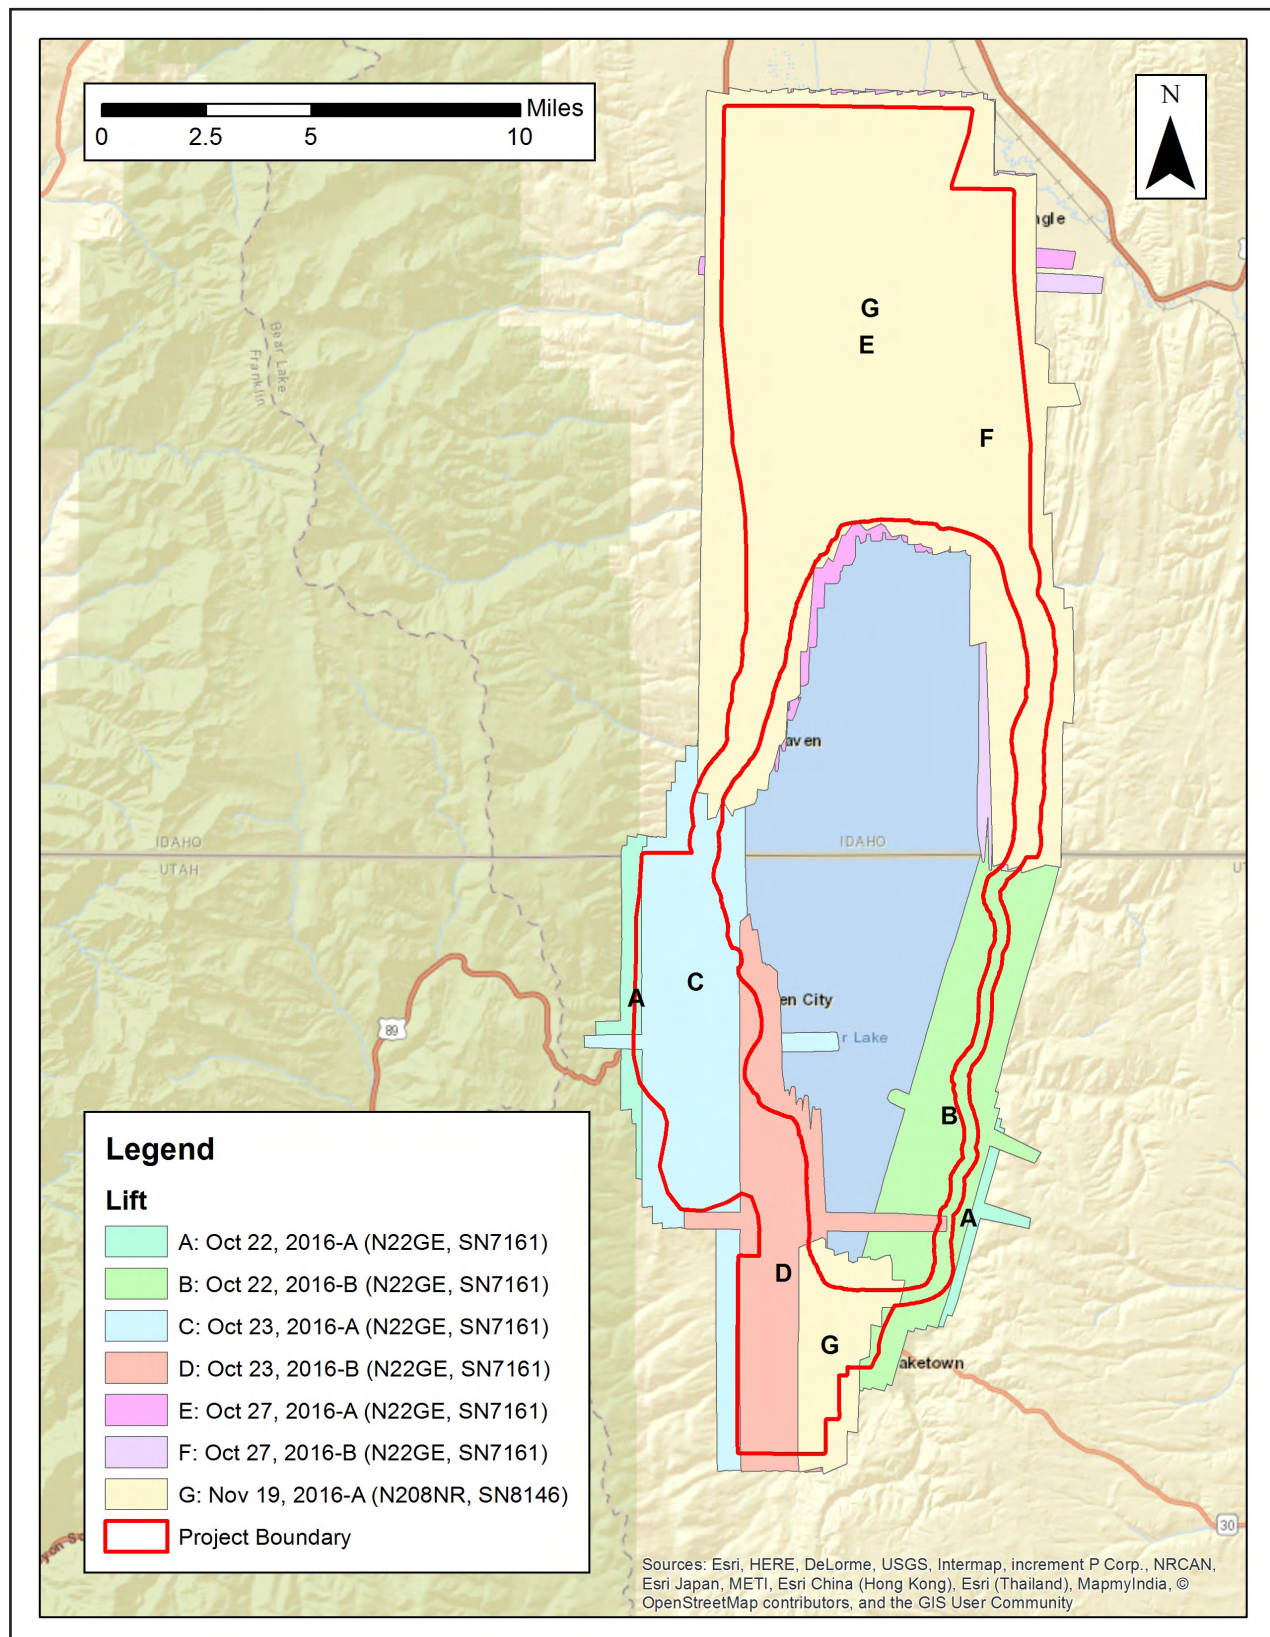 Miles
0 2.5 5 10
N
ngle
G
E
F
Bear Lake
Franklin
aven
IDAHO
IDAHO
UTAH
C
A
en City
89
r Lake
B
A
D
G
aketown
30
Legend
Lift
A: Oct 22, 2016-A (N22GE, SN7161)
B: Oct 22, 2016-B (N22GE, SN7161)
C: Oct 23, 2016-A (N22GE, SN7161)
D: Oct 23, 2016-B (N22GE, SN7161)
E: Oct 27, 2016-A (N22GE, SN7161)
F: Oct 27, 2016-B (N22GE, SN7161)
G: Nov 19, 2016-A (N208NR, SN8146)
Project Boundary
Sources: Esri, HERE, DeLorme, USGS, Intermap, increment P Corp., NRCAN,
Esri Japan, METI, Esri China (Hong Kong), Esri (Thailand), MapmyIndia, ©
OpenStreetMap contributors, and the GIS User Community